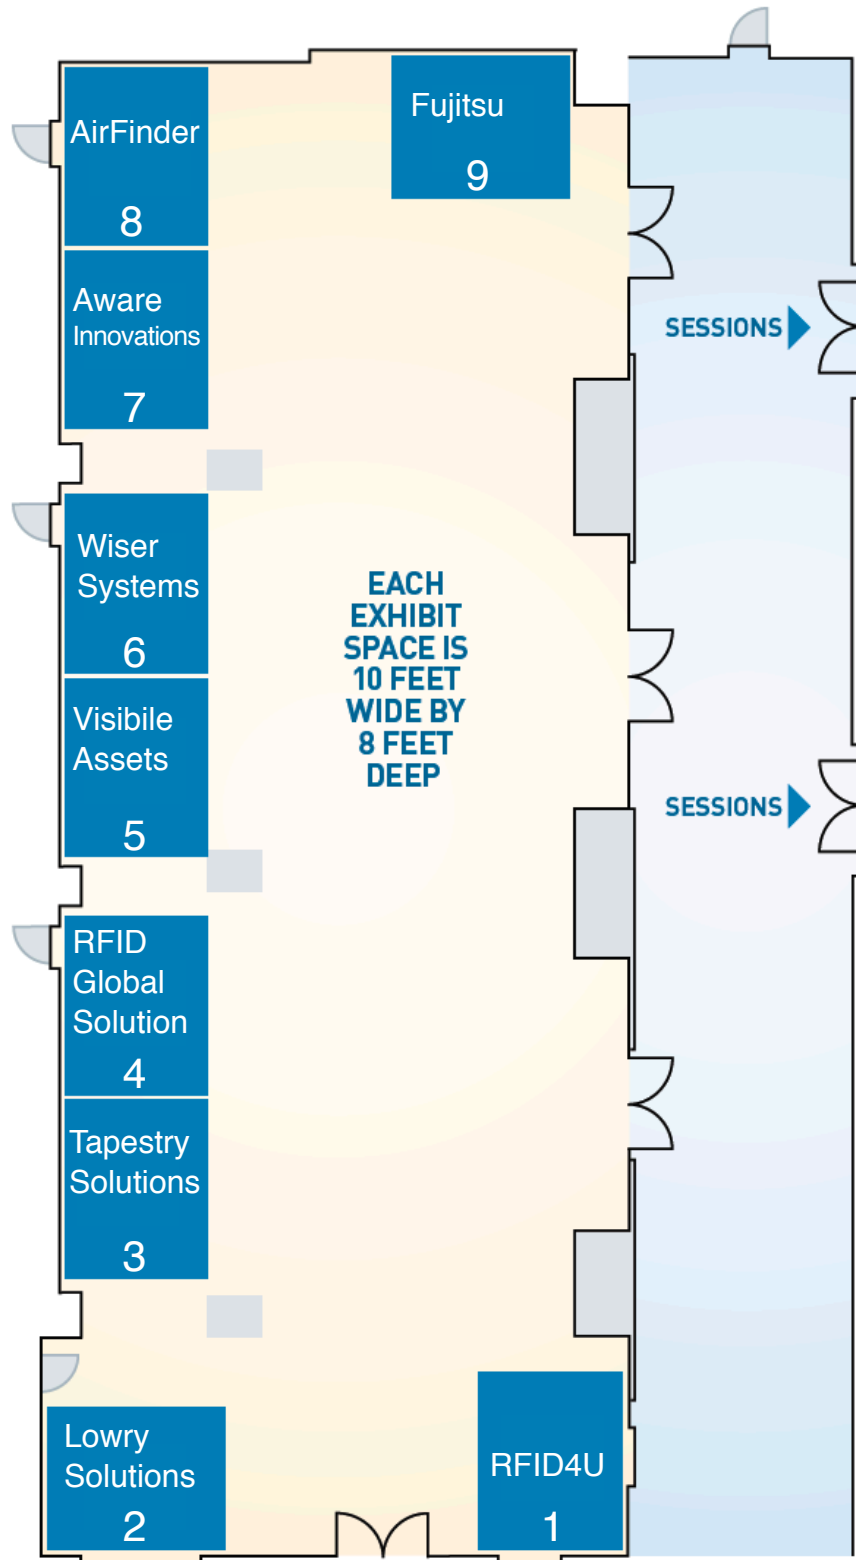 AirFinder
8
Fujitsu
9
Aware
Innovations
7
SESSIONS
Wiser
Systems
6
EACH
EXHIBIT
SPACE IS
10 FEET
WIDE BY
8 FEET
DEEP
Visibile
Assets
5
SESSIONS
RFID
Global
Solution
4
Tapestry
Solutions
3
Lowry
Solutions
2
RFID4U
1